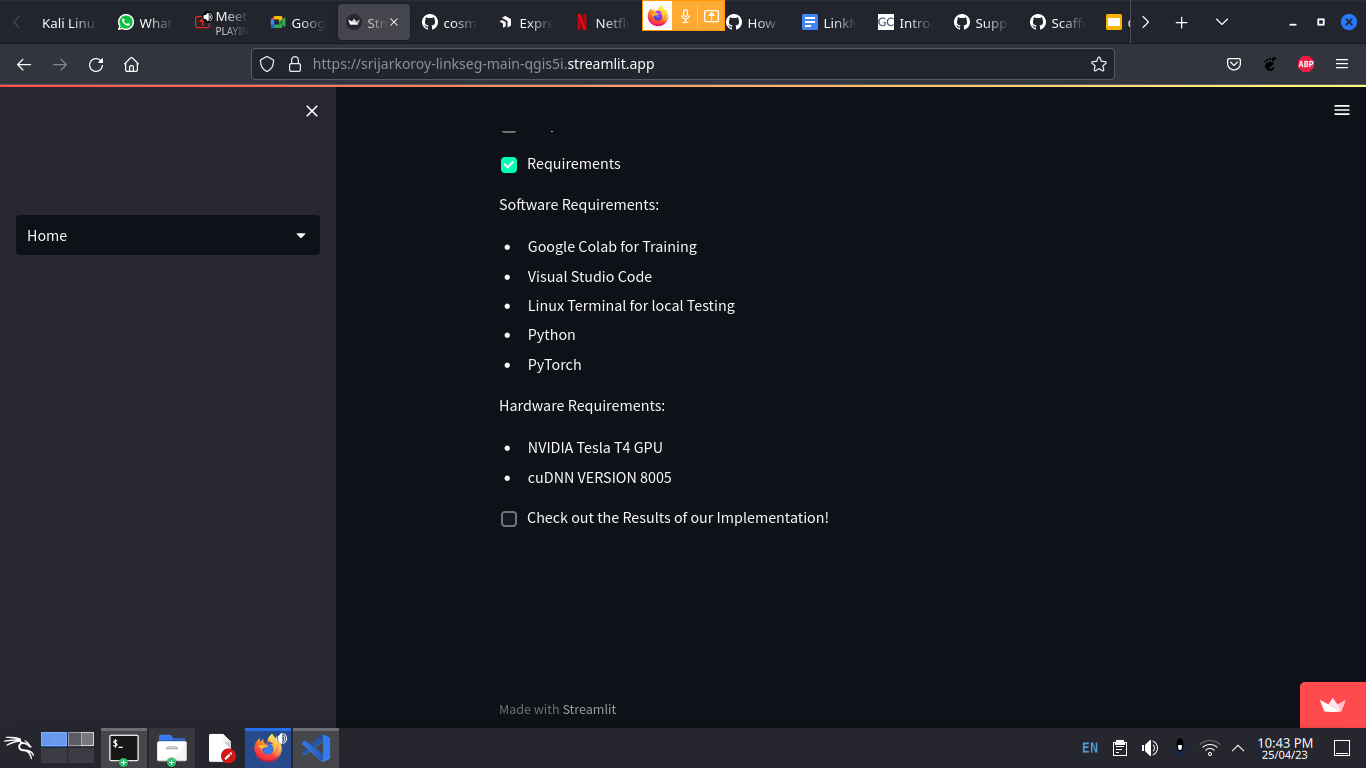 Kali Linu
What
Meet
PLAYIN
Goog
Str
cosm
Expre
Netfli
How
LinkN
GC
Intro
Supp
Scaff
https://srijarkoroy-linkseg-main-qgis5i.streamlit.app
ABP
Requirements
Home
Software Requirements:
• Google Colab for Training
• Visual Studio Code
• Linux Terminal for local Testing
• Python
• PyTorch
Hardware Requirements:
• NVIDIA Tesla T4 GPU
• cuDNN VERSION 8005
Check out the Results of our Implementation!
Made with Streamlit
$_
EN
10:43 PM
25/04/23